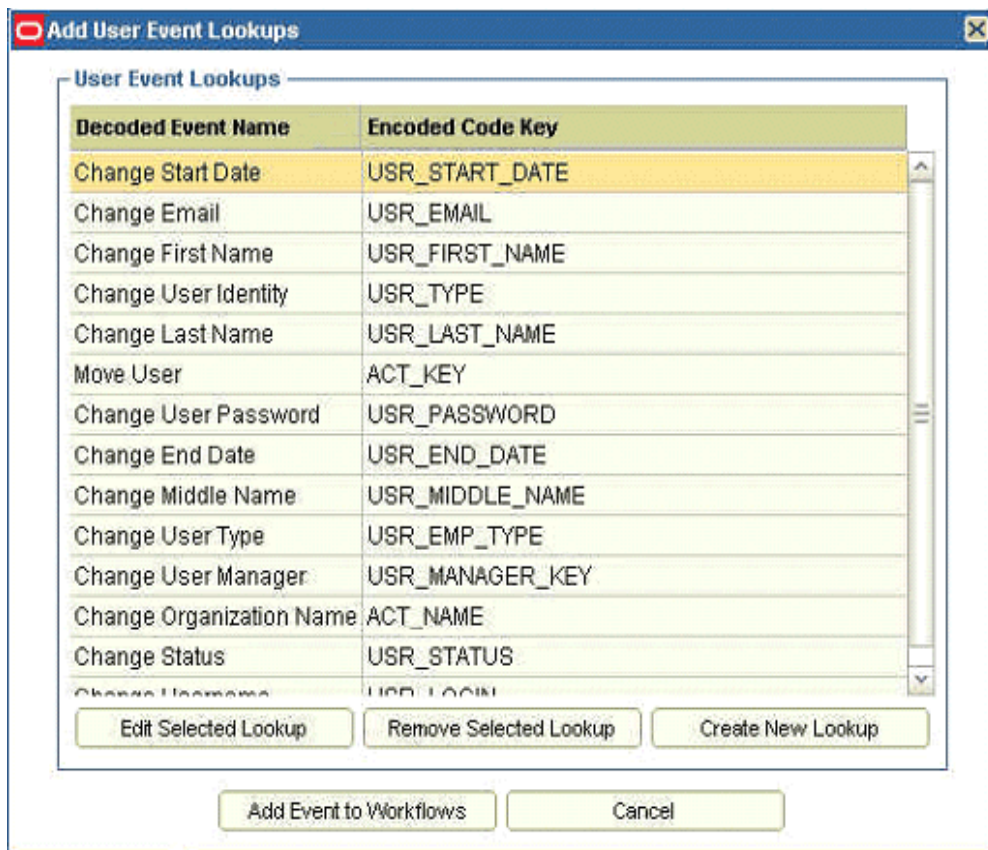 Add User Event Lookups
User Event Lookups
Decoded Event Name Encoded Code Key
Change Start Date USR_START_DATE
Change Email USR_EMAIL
Change First Name USR_FIRST_NAME
Change User Identity USR_TYPE
Change Last Name USR_LAST_NAME
Move User ACT_KEY
Change User Password USR_PASSWORD
Change End Date USR_END_DATE
Change Middle Name USR_MIDDLE_NAME
Change User Type USR_EMP_TYPE
Change User Manager USR_MANAGER_KEY
Change Organization Name ACT_NAME
Change Status USR_STATUS
Change Username USR_LOGIN
Edit Selected Lookup Remove Selected Lookup Create New Lookup
Add Event to Workflows Cancel